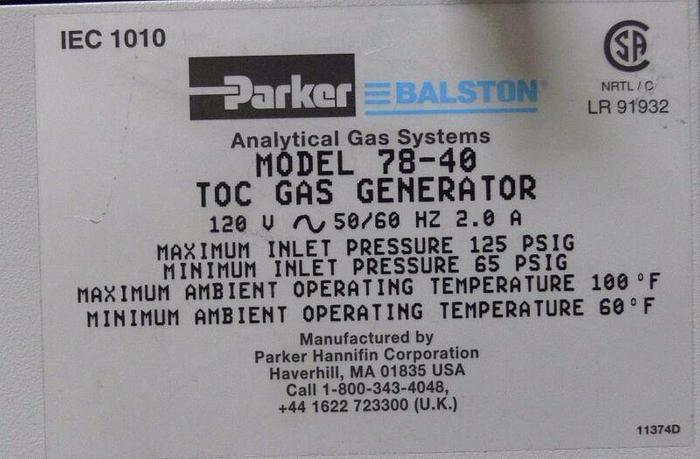 IEC 1010
Parker BALSTON
CSA
NRTL / C
LR 91932
Analytical Gas Systems
MODEL 78-40
TOC GAS GENERATOR
120 V ∿ 50/60 HZ 2.0 A
MAXIMUM INLET PRESSURE 125 PSIG
MINIMUM INLET PRESSURE 65 PSIG
MAXIMUM AMBIENT OPERATING TEMPERATURE 100 °F
MINIMUM AMBIENT OPERATING TEMPERATURE 60 °F
Manufactured by
Parker Hannifin Corporation
Haverhill, MA 01835 USA
Call 1-800-343-4048,
+44 1622 723300 (U.K.)
11374D